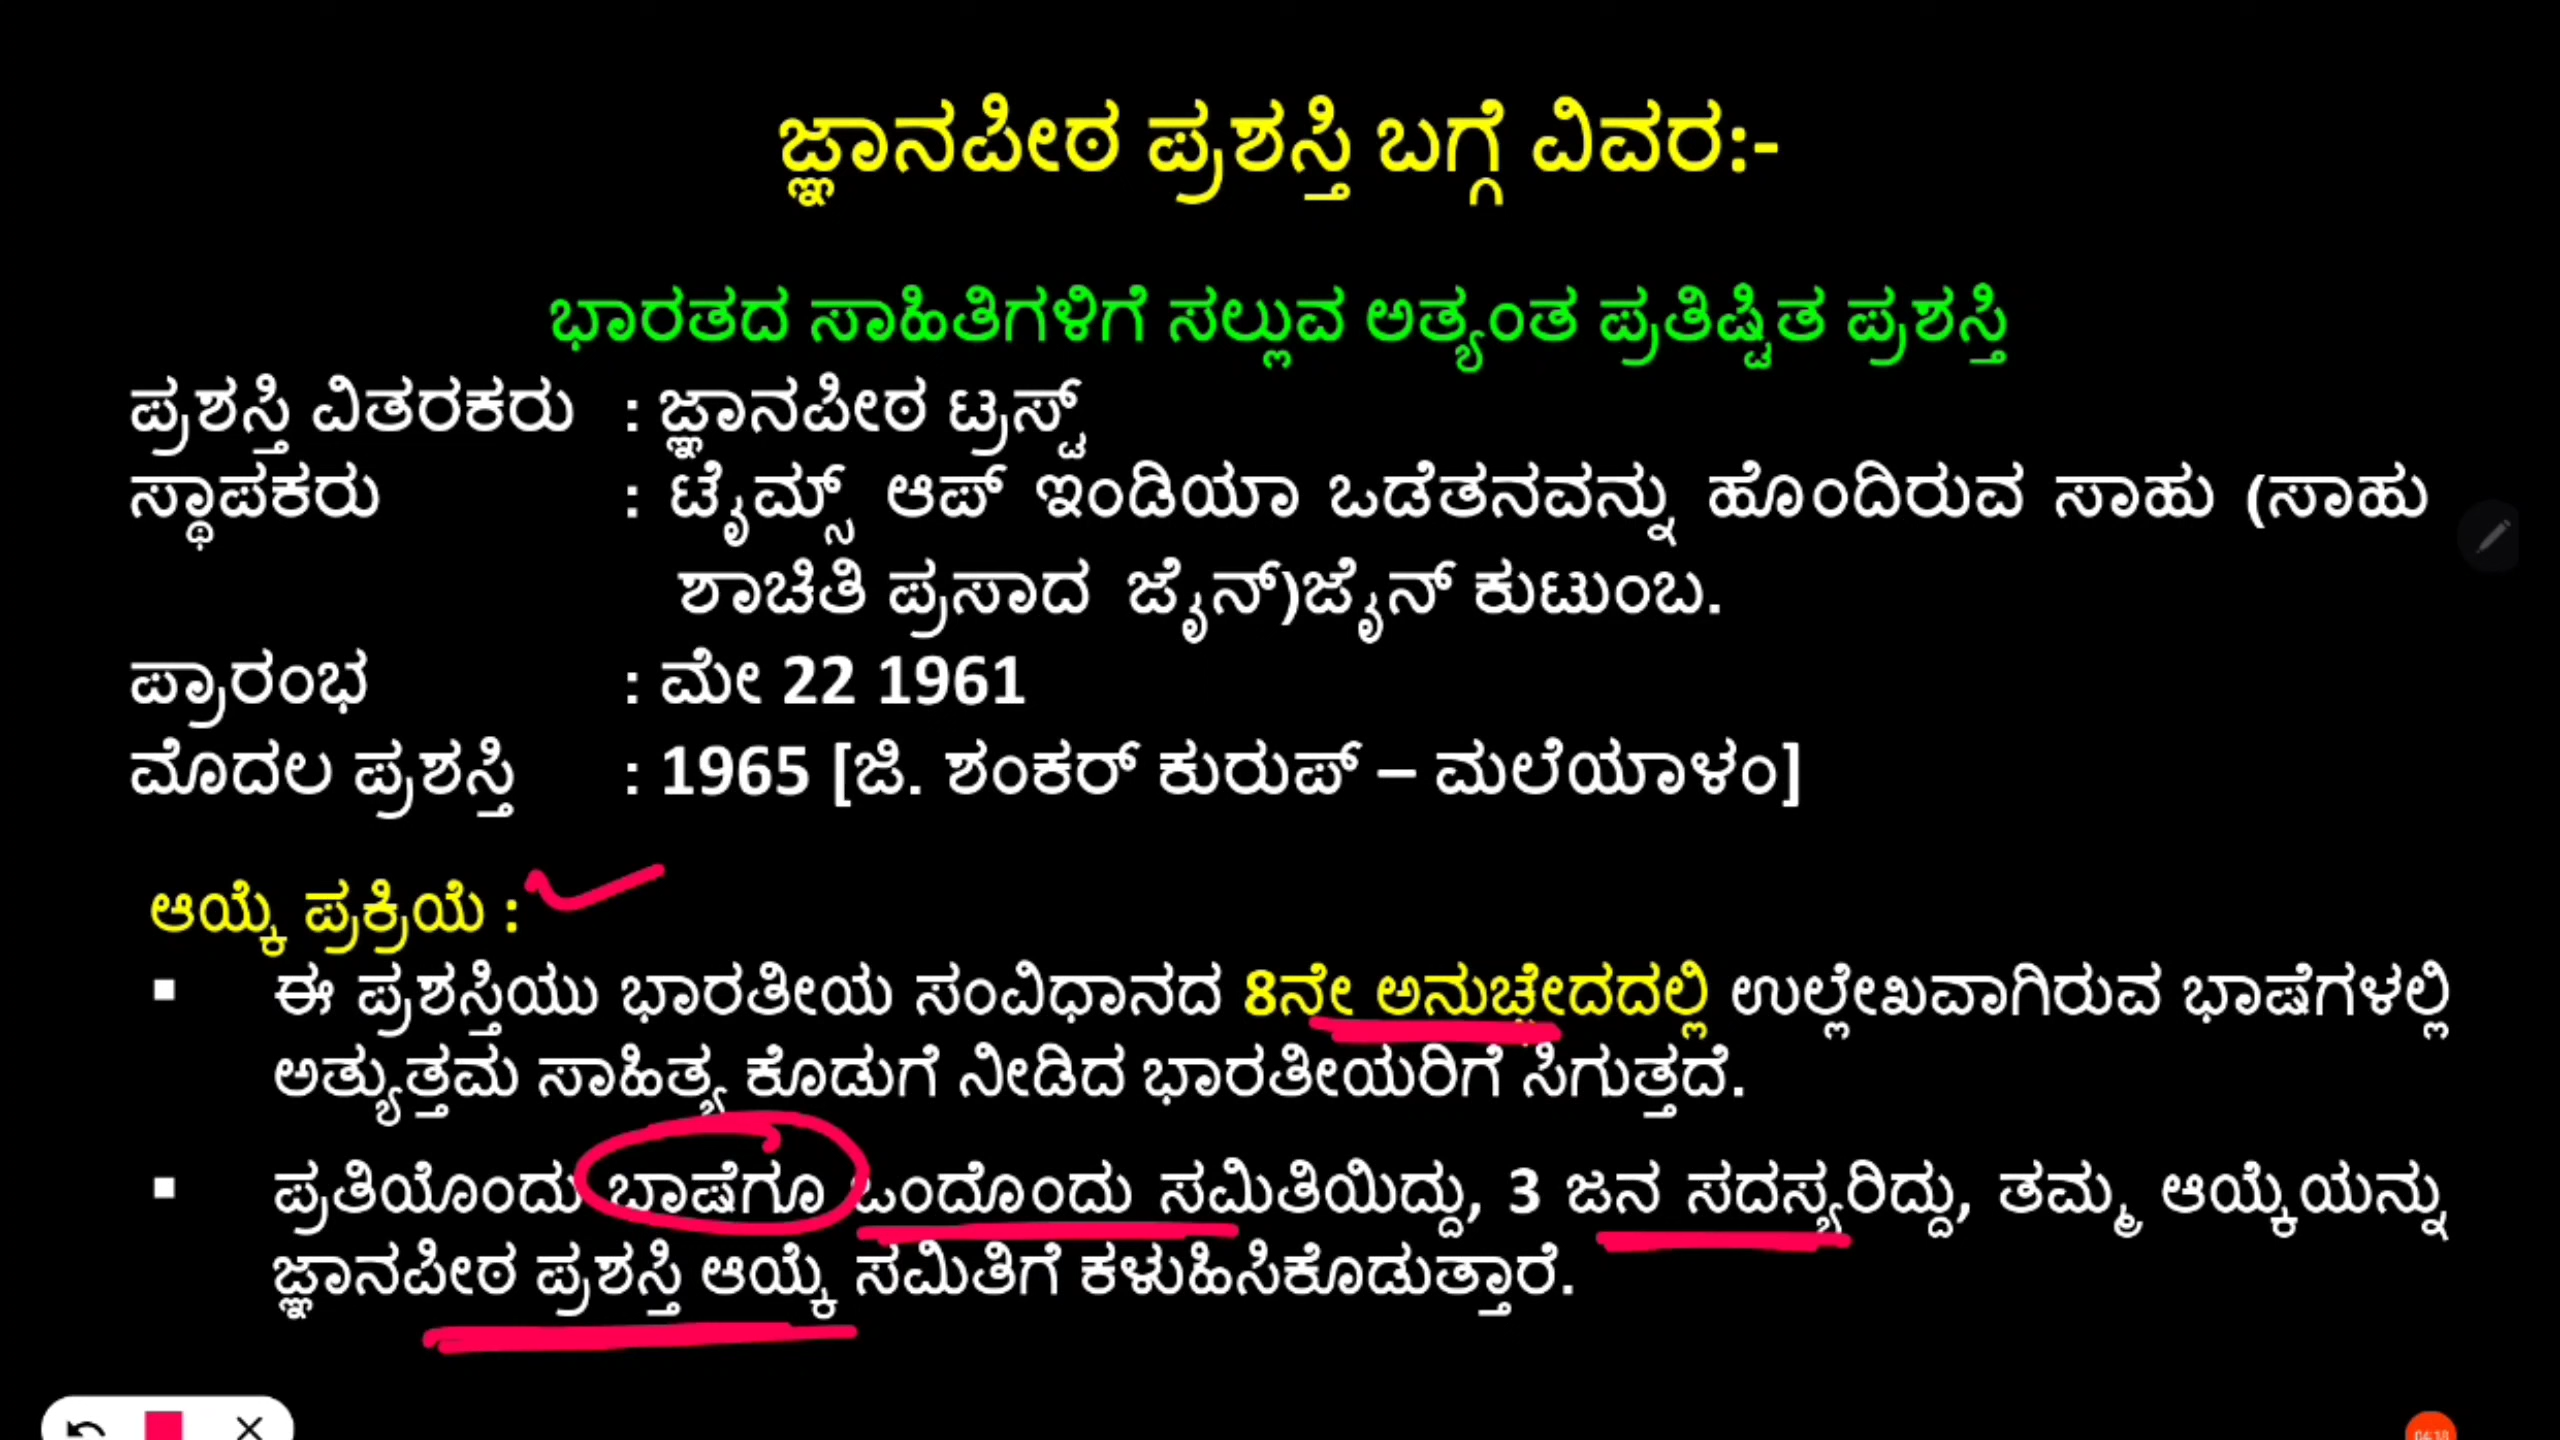 ಜ್ಞಾನಪೀಠ ಪ್ರಶಸ್ತಿ ಬಗ್ಗೆ ವಿವರ:-
ಭಾರತದ ಸಾಹಿತಿಗಳಿಗೆ ಸಲ್ಲುವ ಅತ್ಯಂತ ಪ್ರತಿಷ್ಟಿತ ಪ್ರಶಸ್ತಿ
ಪ್ರಶಸ್ತಿ ವಿತರಕರು : ಜ್ಞಾನಪೀಠ ಟ್ರಸ್ಟ್
ಸ್ಥಾಪಕರು : ಟೈಮ್ಸ್ ಆಪ್ ಇಂಡಿಯಾ ಒಡೆತನವನ್ನು ಹೊಂದಿರುವ ಸಾಹು (ಸಾಹು
ಶಾಚಿತಿ ಪ್ರಸಾದ ಜೈನ್)ಜೈನ್ ಕುಟುಂಬ.
ಪ್ರಾರಂಭ : ಮೇ 22 1961
ಮೊದಲ ಪ್ರಶಸ್ತಿ : 1965 [ಜಿ. ಶಂಕರ್ ಕುರುಪ್ – ಮಲೆಯಾಳಂ]
ಆಯ್ಕೆ ಪ್ರಕ್ರಿಯೆ :
▪ ಈ ಪ್ರಶಸ್ತಿಯು ಭಾರತೀಯ ಸಂವಿಧಾನದ 8ನೇ ಅನುಚ್ಛೇದದಲ್ಲಿ ಉಲ್ಲೇಖವಾಗಿರುವ ಭಾಷೆಗಳಲ್ಲಿ
ಅತ್ಯುತ್ತಮ ಸಾಹಿತ್ಯ ಕೊಡುಗೆ ನೀಡಿದ ಭಾರತೀಯರಿಗೆ ಸಿಗುತ್ತದೆ.
▪ ಪ್ರತಿಯೊಂದು ಭಾಷೆಗೂ ಒಂದೊಂದು ಸಮಿತಿಯಿದ್ದು, 3 ಜನ ಸದಸ್ಯರಿದ್ದು, ತಮ್ಮ ಆಯ್ಕೆಯನ್ನು
ಜ್ಞಾನಪೀಠ ಪ್ರಶಸ್ತಿ ಆಯ್ಕೆ ಸಮಿತಿಗೆ ಕಳುಹಿಸಿಕೊಡುತ್ತಾರೆ.